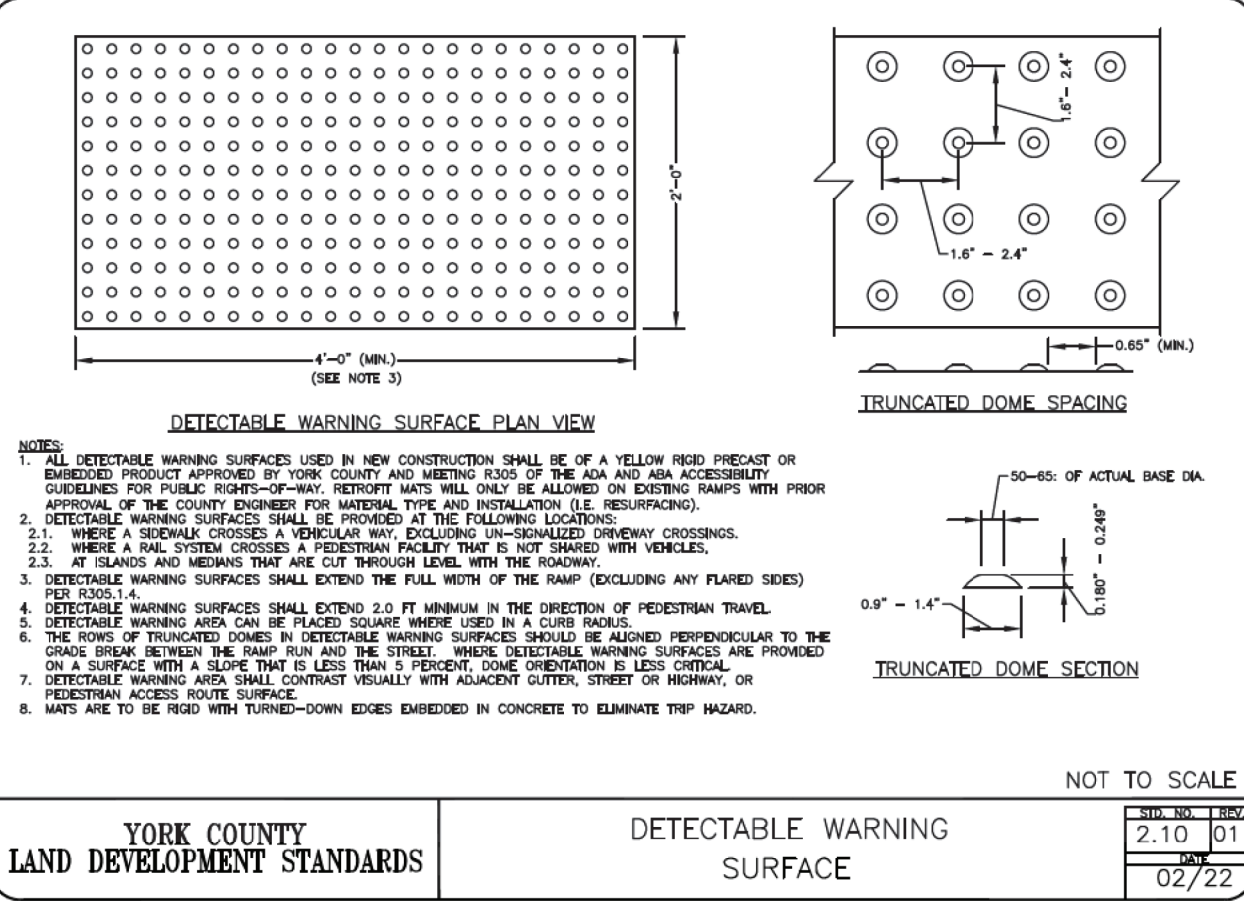 2'-0"
4'-0" (MIN.)
(SEE NOTE 3)
DETECTABLE WARNING SURFACE PLAN VIEW
1.6"- 2.4"
1.6" - 2.4"
0.65" (MIN.)
TRUNCATED DOME SPACING
NOTES:
1. ALL DETECTABLE WARNING SURFACES USED IN NEW CONSTRUCTION SHALL BE OF A YELLOW RIGID PRECAST OR
EMBEDDED PRODUCT APPROVED BY YORK COUNTY AND MEETING R305 OF THE ADA AND ABA ACCESSIBILITY
GUIDELINES FOR PUBLIC RIGHTS-OF-WAY. RETROFIT MATS WILL ONLY BE ALLOWED ON EXISTING RAMPS WITH PRIOR
APPROVAL OF THE COUNTY ENGINEER FOR MATERIAL TYPE AND INSTALLATION (I.E. RESURFACING).
2. DETECTABLE WARNING SURFACES SHALL BE PROVIDED AT THE FOLLOWING LOCATIONS:
2.1. WHERE A SIDEWALK CROSSES A VEHICULAR WAY, EXCLUDING UN-SIGNALIZED DRIVEWAY CROSSINGS.
2.2. WHERE A RAIL SYSTEM CROSSES A PEDESTRIAN FACILITY THAT IS NOT SHARED WITH VEHICLES,
2.3. AT ISLANDS AND MEDIANS THAT ARE CUT THROUGH LEVEL WITH THE ROADWAY.
3. DETECTABLE WARNING SURFACES SHALL EXTEND THE FULL WIDTH OF THE RAMP (EXCLUDING ANY FLARED SIDES)
PER R305.1.4.
4. DETECTABLE WARNING SURFACES SHALL EXTEND 2.0 FT MINIMUM IN THE DIRECTION OF PEDESTRIAN TRAVEL.
5. DETECTABLE WARNING AREA CAN BE PLACED SQUARE WHERE USED IN A CURB RADIUS.
6. THE ROWS OF TRUNCATED DOMES IN DETECTABLE WARNING SURFACES SHOULD BE ALIGNED PERPENDICULAR TO THE
GRADE BREAK BETWEEN THE RAMP RUN AND THE STREET. WHERE DETECTABLE WARNING SURFACES ARE PROVIDED
ON A SURFACE WITH A SLOPE THAT IS LESS THAN 5 PERCENT, DOME ORIENTATION IS LESS CRITICAL.
7. DETECTABLE WARNING AREA SHALL CONTRAST VISUALLY WITH ADJACENT GUTTER, STREET OR HIGHWAY, OR
PEDESTRIAN ACCESS ROUTE SURFACE.
8. MATS ARE TO BE RIGID WITH TURNED-DOWN EDGES EMBEDDED IN CONCRETE TO ELIMINATE TRIP HAZARD.
50-65: OF ACTUAL BASE DIA.
0.180" - 0.249"
0.9" - 1.4"
TRUNCATED DOME SECTION
NOT TO SCALE
YORK COUNTY
LAND DEVELOPMENT STANDARDS
DETECTABLE WARNING
SURFACE
STD. NO. REV.
2.10 01
DATE
02/22